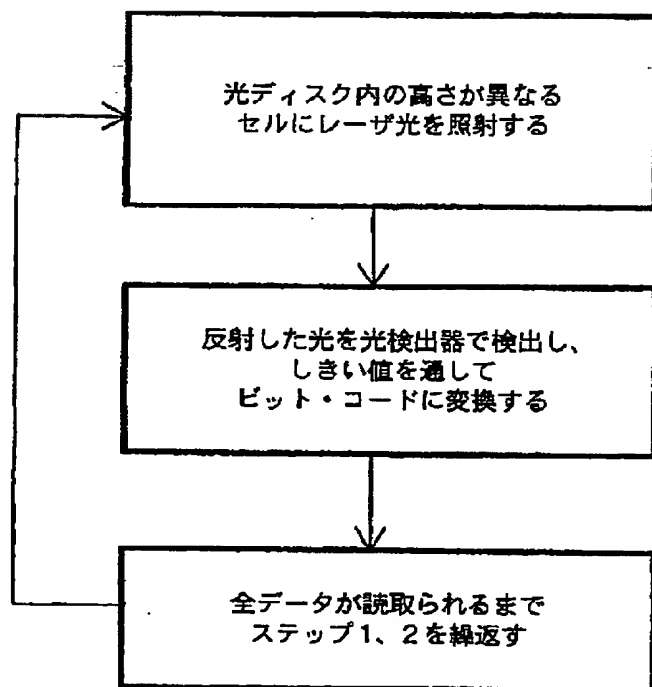 光ディスク内の高さが異なる
セルにレーザ光を照射する
反射した光を光検出器で検出し、
しきい値を通して
ビット・コードに変換する
全データが読取られるまで
ステップ1、2を繰返す